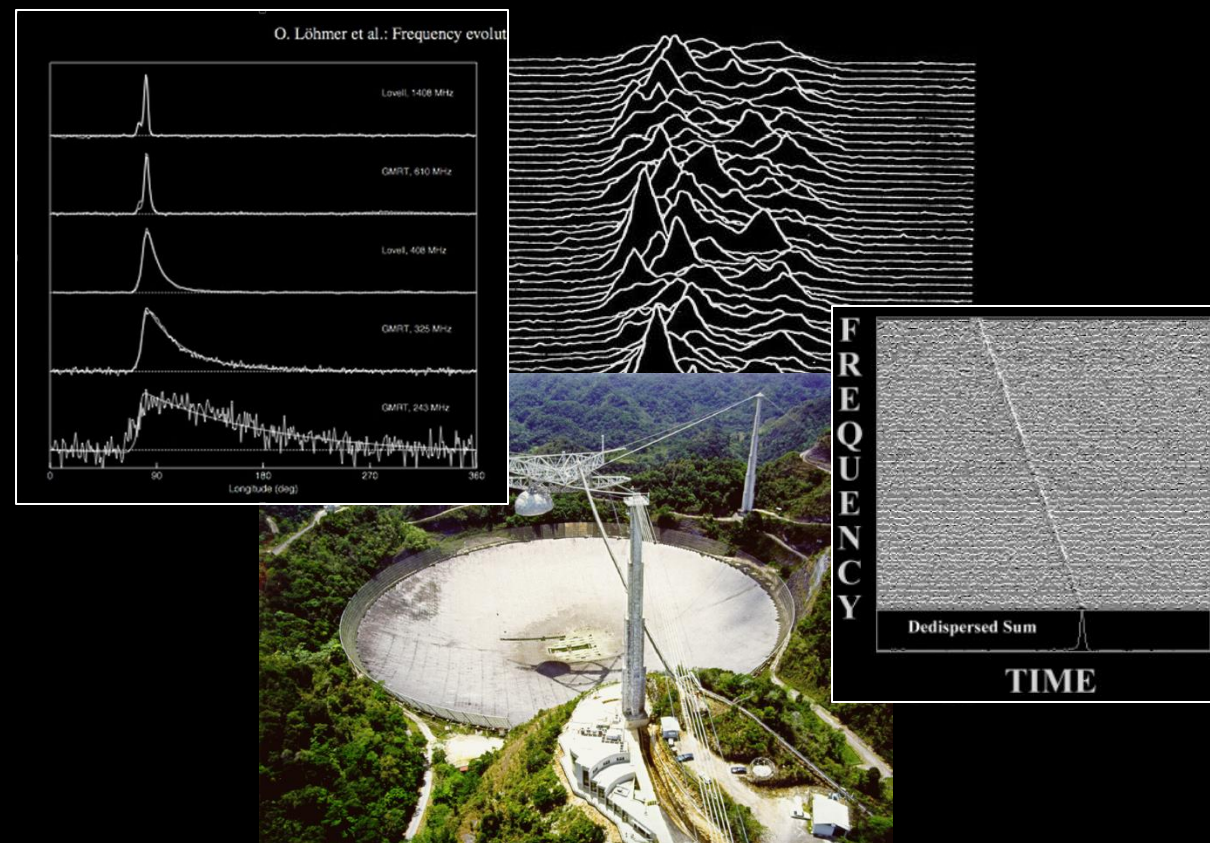 O. Löhmer et al.: Frequency evolut
Lovell, 1408 MHz
GMRT, 610 MHz
Lovell, 408 MHz
GMRT, 325 MHz
GMRT, 243 MHz
0 90 180 270 360
Longitude (deg)
FREQUENCY
Dedispersed Sum
TIME